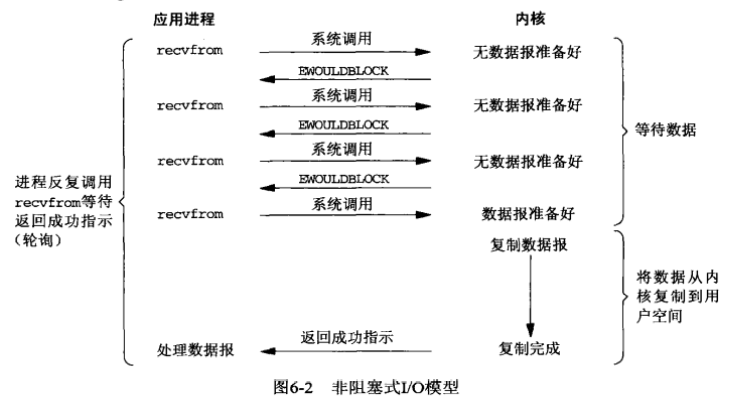 应用进程 内核
recvfrom 系统调用 无数据报准备好
EWOULDBLOCK
recvfrom 系统调用 无数据报准备好
EWOULDBLOCK
recvfrom 系统调用 无数据报准备好
EWOULDBLOCK
recvfrom 系统调用 数据报准备好
等待数据
进程反复调用
recvfrom等待
返回成功指示
（轮询）
复制数据报
将数据从内
核复制到用
户空间
处理数据报 返回成功指示 复制完成
图6-2 非阻塞式I/O模型